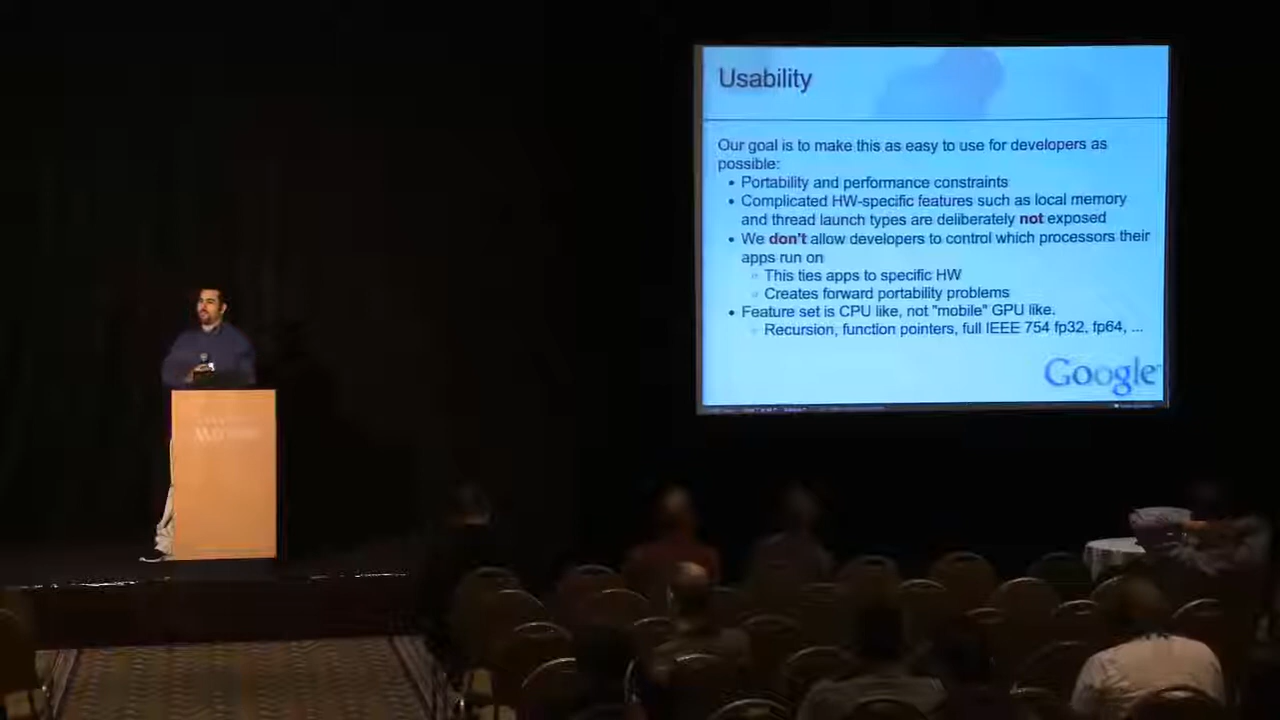 Usability
Our goal is to make this as easy to use for developers as
possible:
• Portability and performance constraints
• Complicated HW-specific features such as local memory
and thread launch types are deliberately not exposed
• We don't allow developers to control which processors their
apps run on
This ties apps to specific HW
Creates forward portability problems
• Feature set is CPU like, not "mobile" GPU like.
Recursion, function pointers, full IEEE 754 fp32, fp64, ...
Google